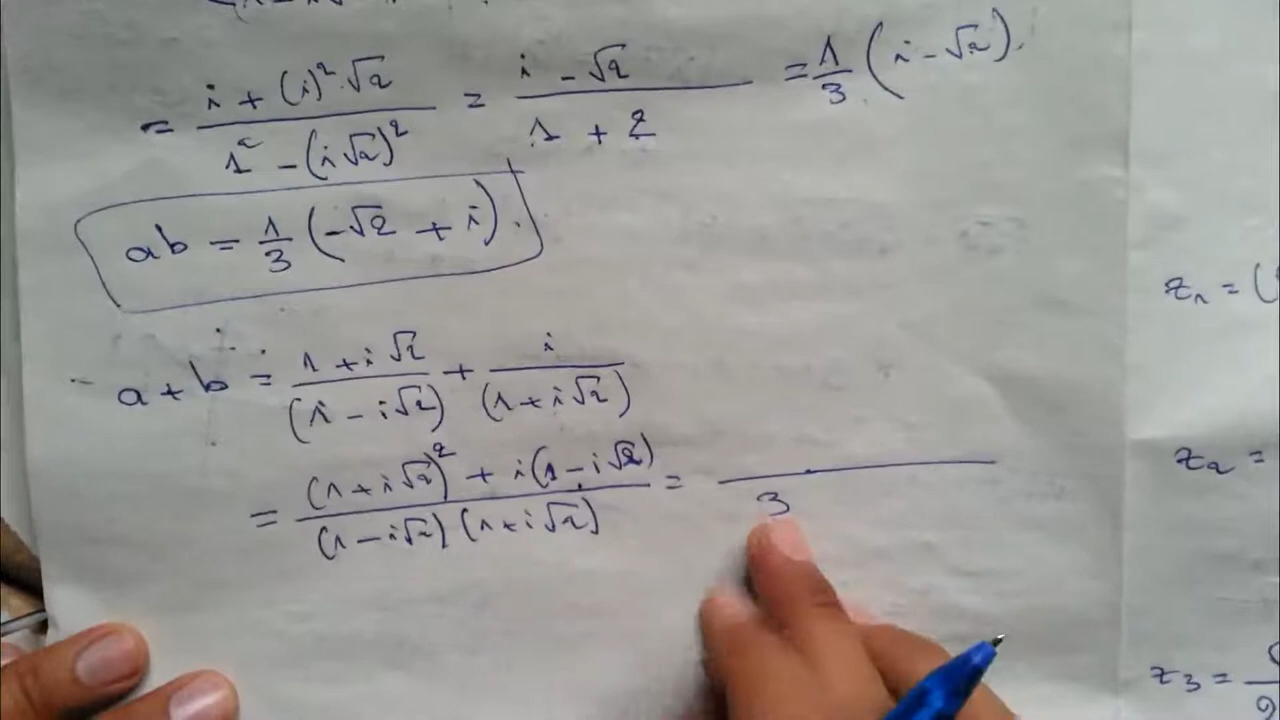 = (i + (i)²·√2) / (1² - (i√2)²) = (i - √2) / (1 + 2) = 1/3 (i - √2).
ab = 1/3 (-√2 + i).
- a + b = (1 + i√2) / (1 - i√2) + i / (1 + i√2)
= ((1 + i√2)² + i(1 - i√2)) / ((1 - i√2)(1 + i√2)) = / 3
z₁ = (
z₂ =
z₃ =